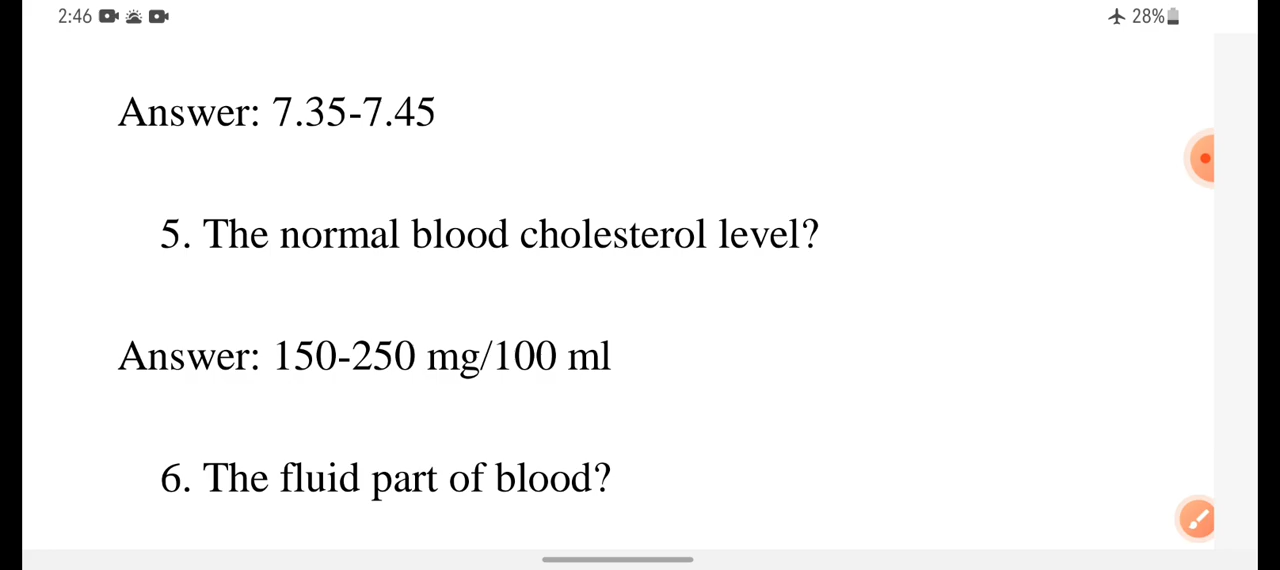 2:46 28%
Answer: 7.35-7.45
5. The normal blood cholesterol level?
Answer: 150-250 mg/100 ml
6. The fluid part of blood?